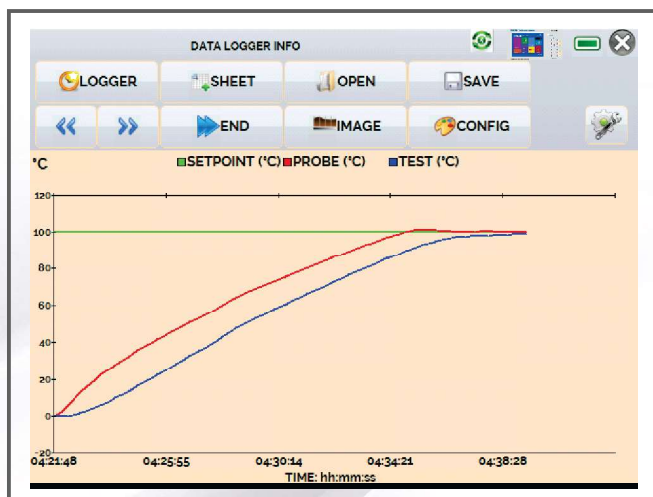 DATA LOGGER INFO
LOGGER SHEET OPEN SAVE
END IMAGE CONFIG
°C
SETPOINT (°C) PROBE (°C) TEST (°C)
120
100
80
60
40
20
0
-20
04:21:48 04:25:55 04:30:14 04:34:21 04:38:28
TIME: hh:mm:ss